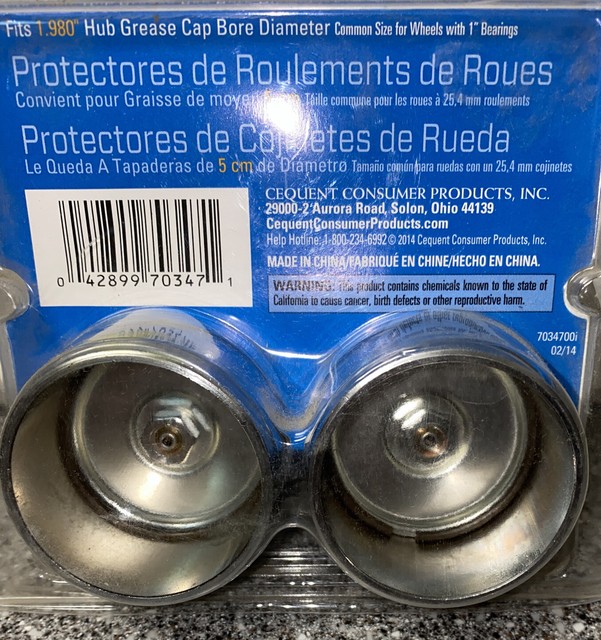 Fits 1.980" Hub Grease Cap Bore Diameter Common Size for Wheels with 1" Bearings
Protectores de Roulements de Roues
Convient pour Graisse de Taille commune pour les roues à 25,4 mm roulements
Protectores de Cojinetes de Rueda
Le Queda A Tapaderas de 5 cm de Diametro Tamaño común para ruedas con un 25,4 mm cojinetes
CEQUENT CONSUMER PRODUCTS, INC.
29000-2 Aurora Road, Solon, Ohio 44139
CequentConsumerProducts.com
Help Hotline: 1-800-234-6992 © 2014 Cequent Consumer Products, Inc.
MADE IN CHINA/FABRIQUÉ EN CHINE/HECHO EN CHINA.
WARNING: This product contains chemicals known to the state of
California to cause cancer, birth defects or other reproductive harm.
0 42899 70347 1
7034700i
02/14